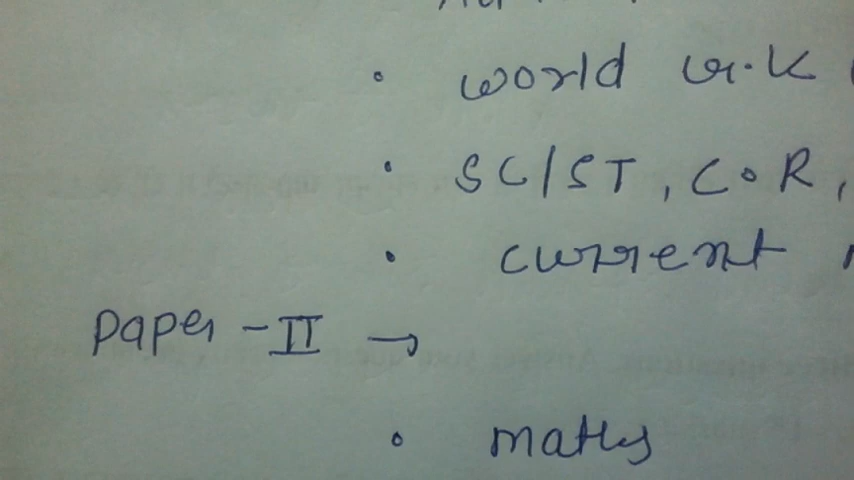 • world G.K
• SC/ST, C∘R,
• current
Paper - II →
• maths